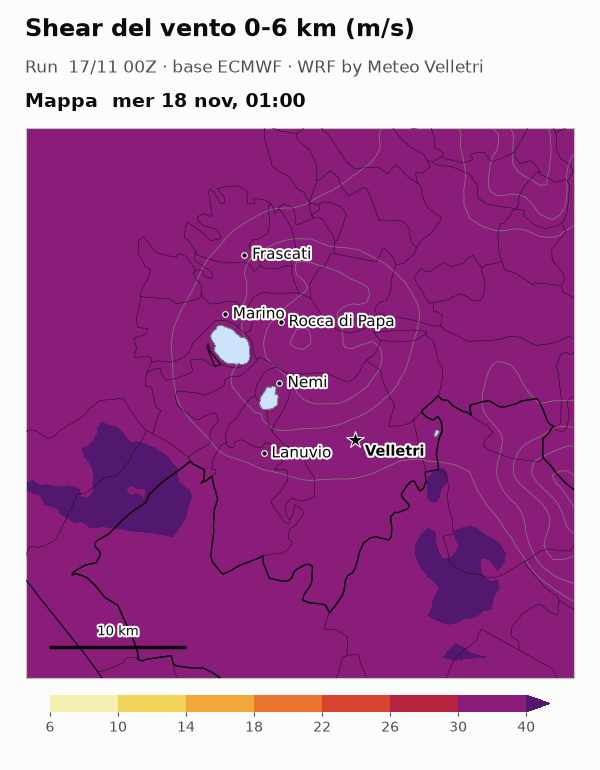 Shear del vento 0-6 km (m/s)
Run  17/11 00Z · base ECMWF · WRF by Meteo Velletri
Mappa  mer 18 nov, 01:00
Frascati
Marino
Rocca di Papa
Nemi
Velletri
Lanuvio
10 km
6 10 14 18 22 26 30 40